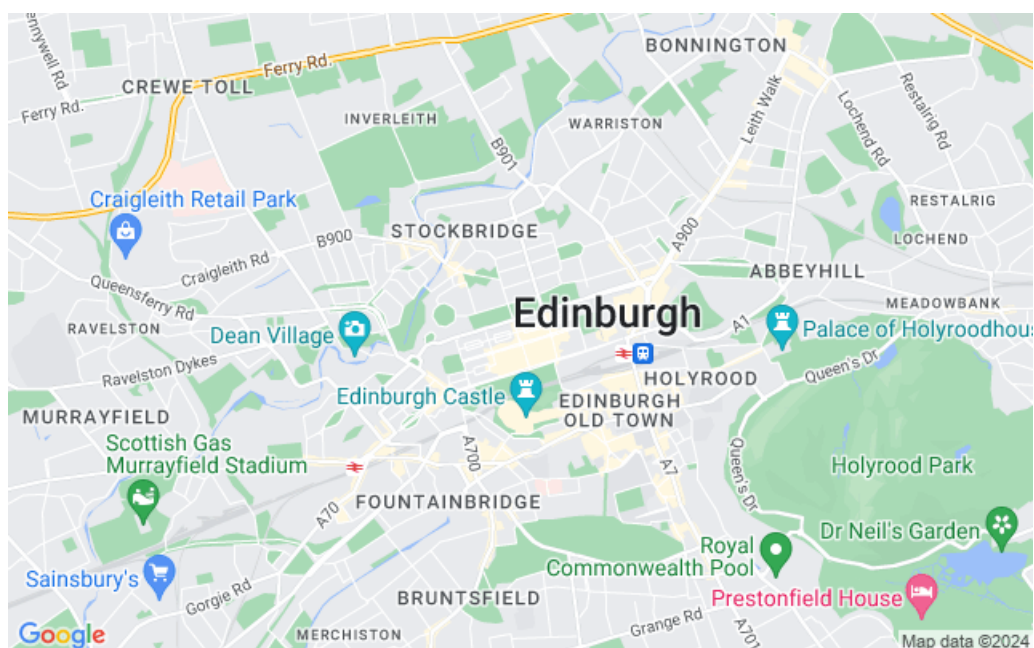 BONNINGTON
ennywell Rd
Ferry Rd.
CREWE TOLL
Ferry Rd.
INVERLEITH
WARRISTON
B901
Leith Walk
Lochend Rd
Restalrig Rd
Craigleith Retail Park
B900
STOCKBRIDGE
A900
RESTALRIG
LOCHEND
Craigleith Rd
Queensferry Rd
ABBEYHILL
MEADOWBANK
RAVELSTON
Dean Village
Edinburgh
A1
Palace of Holyroodhous
Ravelston Dykes
Queen's Dr
HOLYROOD
Edinburgh Castle
EDINBURGH
OLD TOWN
MURRAYFIELD
Scottish Gas
Murrayfield Stadium
A700
A7
Queen's Dr
Holyrood Park
FOUNTAINBRIDGE
A70
Dr Neil's Garden
Royal
Commonwealth Pool
Sainsbury's
Gorgie Rd
BRUNTSFIELD
Prestonfield House
Grange Rd
A701
MERCHISTON
Google
Map data ©2024